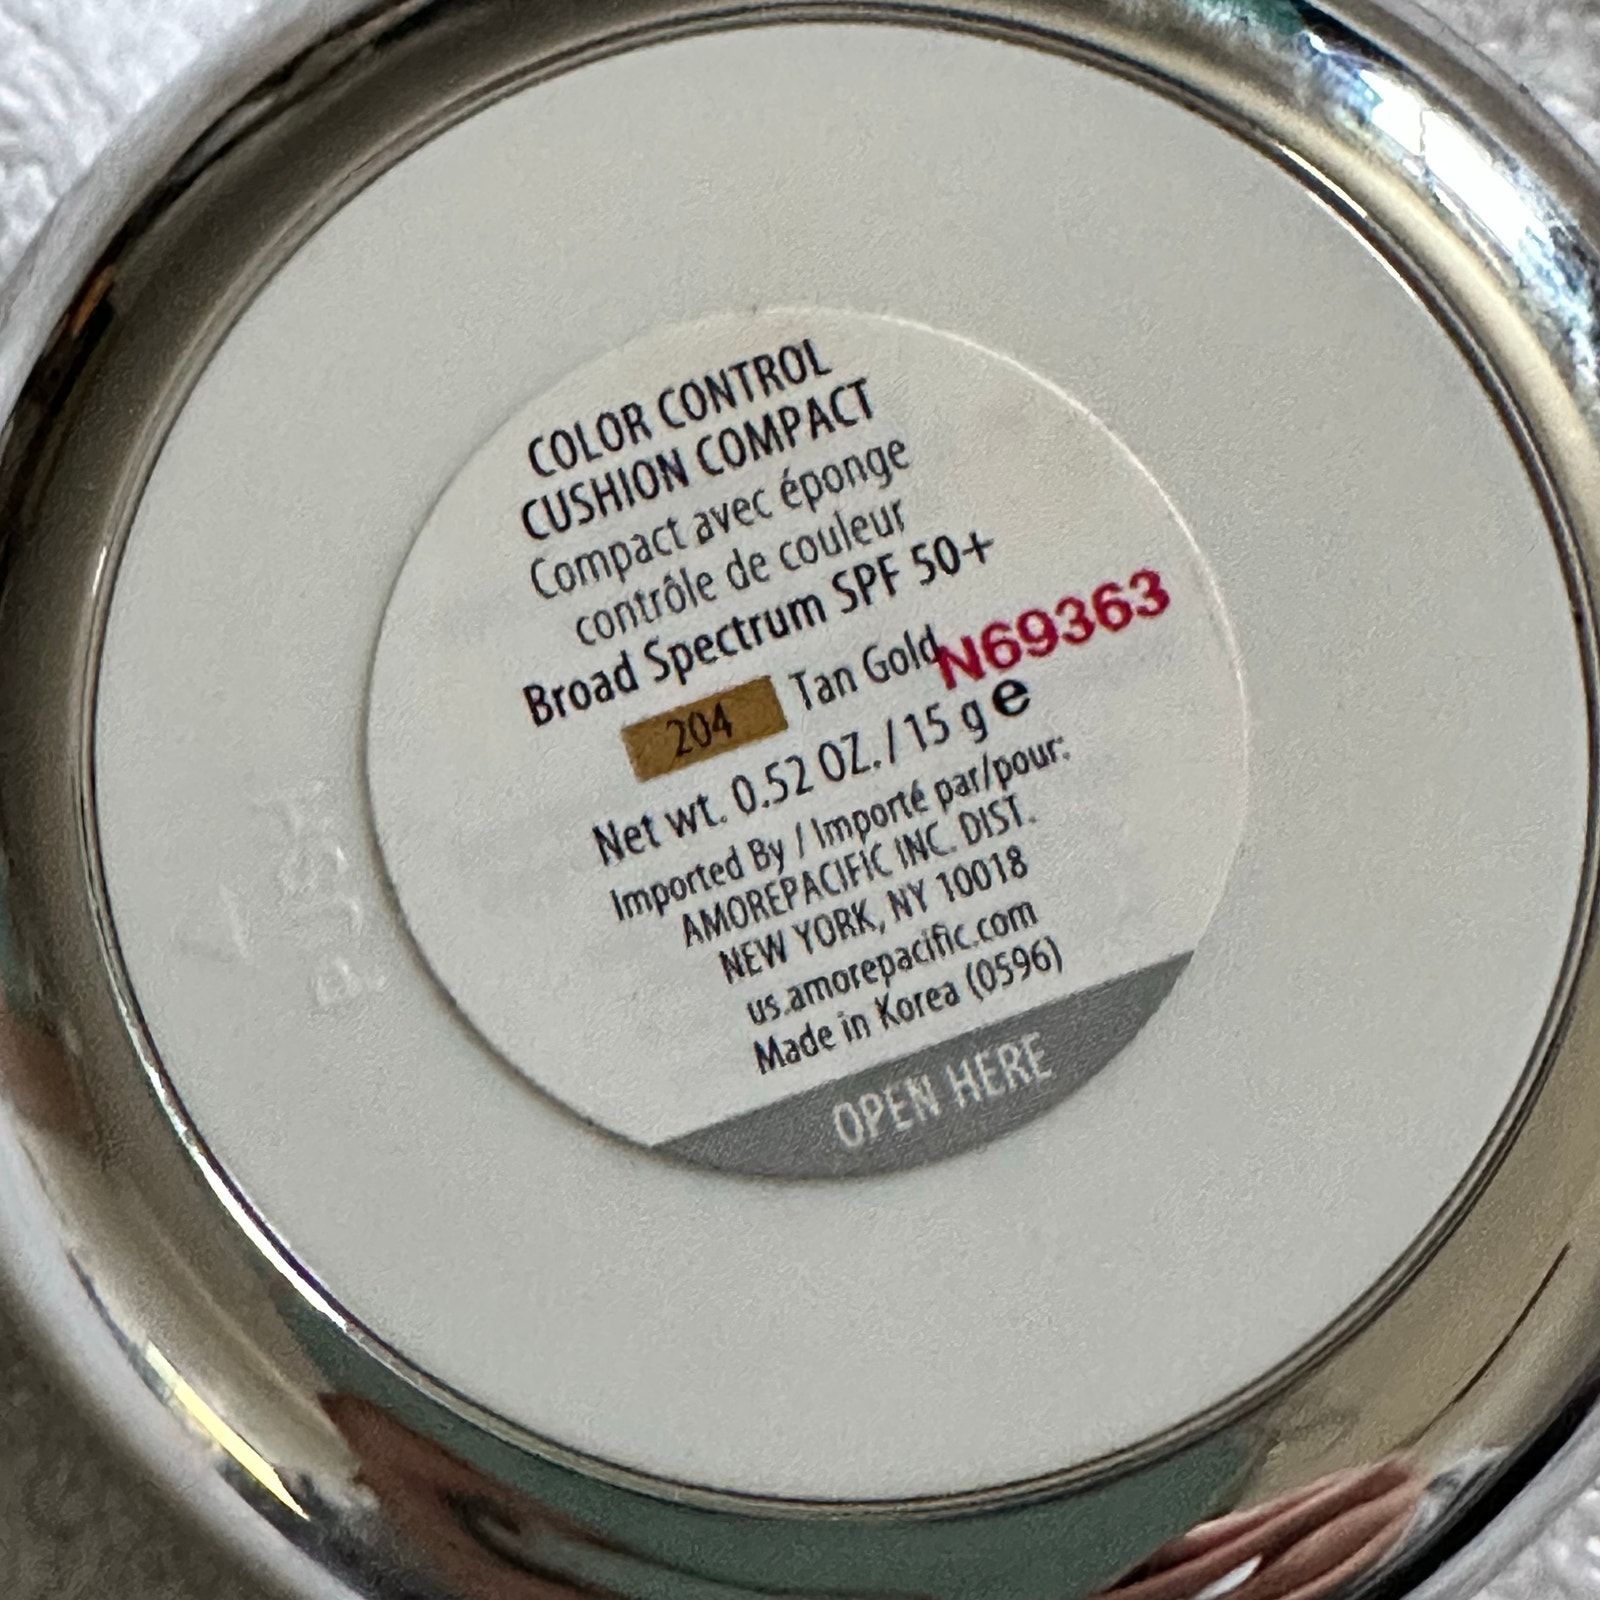 COLOR CONTROL
CUSHION COMPACT
Compact avec éponge
contrôle de couleur
Broad Spectrum SPF 50+
204 Tan Gold
N69363
Net wt. 0.52 OZ. / 15 g e
Imported By / Importé par/pour:
AMOREPACIFIC INC. DIST.
NEW YORK, NY 10018
us.amorepacific.com
Made in Korea (0596)
OPEN HERE
PUSH